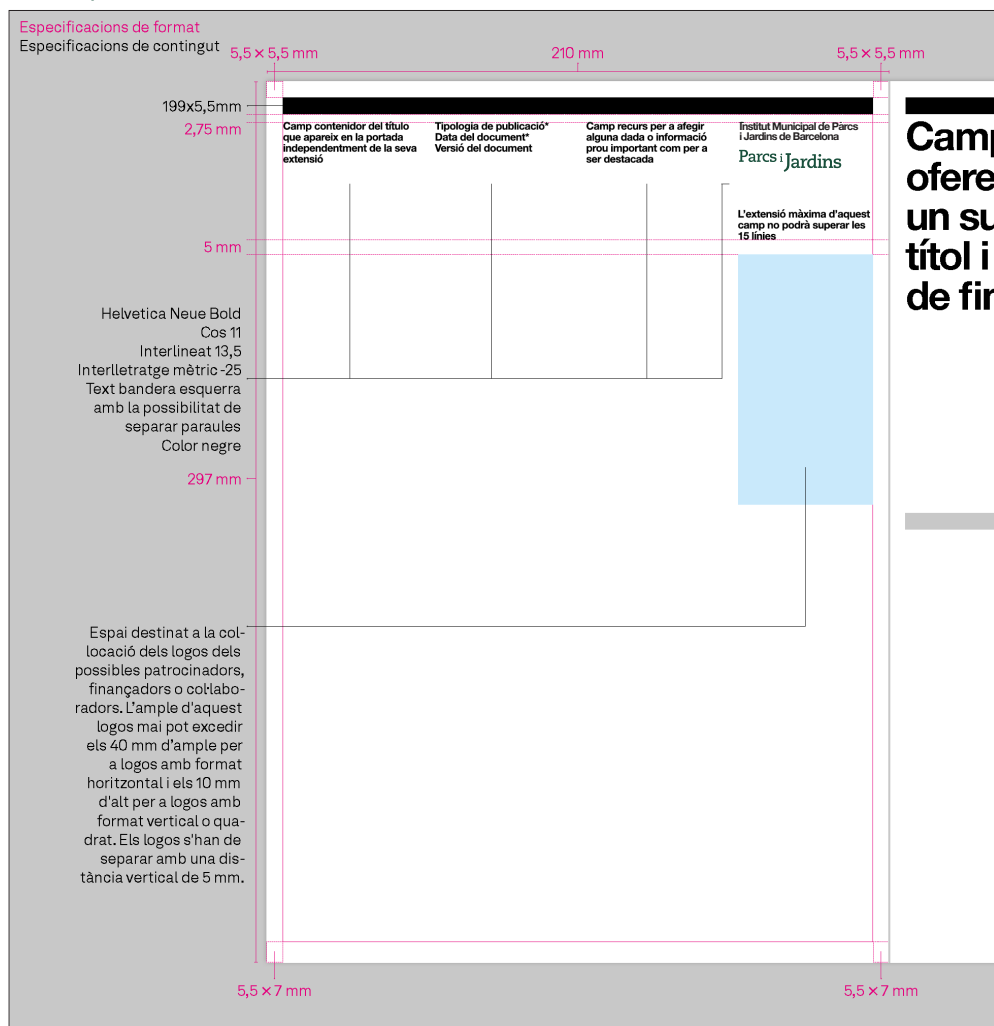 Especificacions de format
Especificacions de contingut
5,5 × 5,5 mm
210 mm
5,5 × 5,5 mm
199x5,5mm
2,75 mm
Camp contenidor del título
que apareix en la portada
independentment de la seva
extensió
Tipologia de publicació*
Data del document*
Versió del document
Camp recurs per a afegir
alguna dada o informació
prou important com per a
ser destacada
Institut Municipal de Parcs
i Jardins de Barcelona
Parcs i Jardins
L'extensió màxima d'aquest
camp no podrà superar les
15 línies
5 mm
Helvetica Neue Bold
Cos 11
Interlineat 13,5
Interlletratge mètric -25
Text bandera esquerra
amb la possibilitat de
separar paraules
Color negre
297 mm
Espai destinat a la col-
locació dels logos dels
possibles patrocinadors,
finançadors o col·labo-
radors. L’ample d'aquest
logos mai pot excedir
els 40 mm d’ample per
a logos amb format
horitzontal i els 10 mm
d'alt per a logos amb
format vertical o qua-
drat. Els logos s'han de
separar amb una dis-
tància vertical de 5 mm.
5,5 × 7 mm
5,5 × 7 mm
Camp
ofere
un su
títol i
de fin